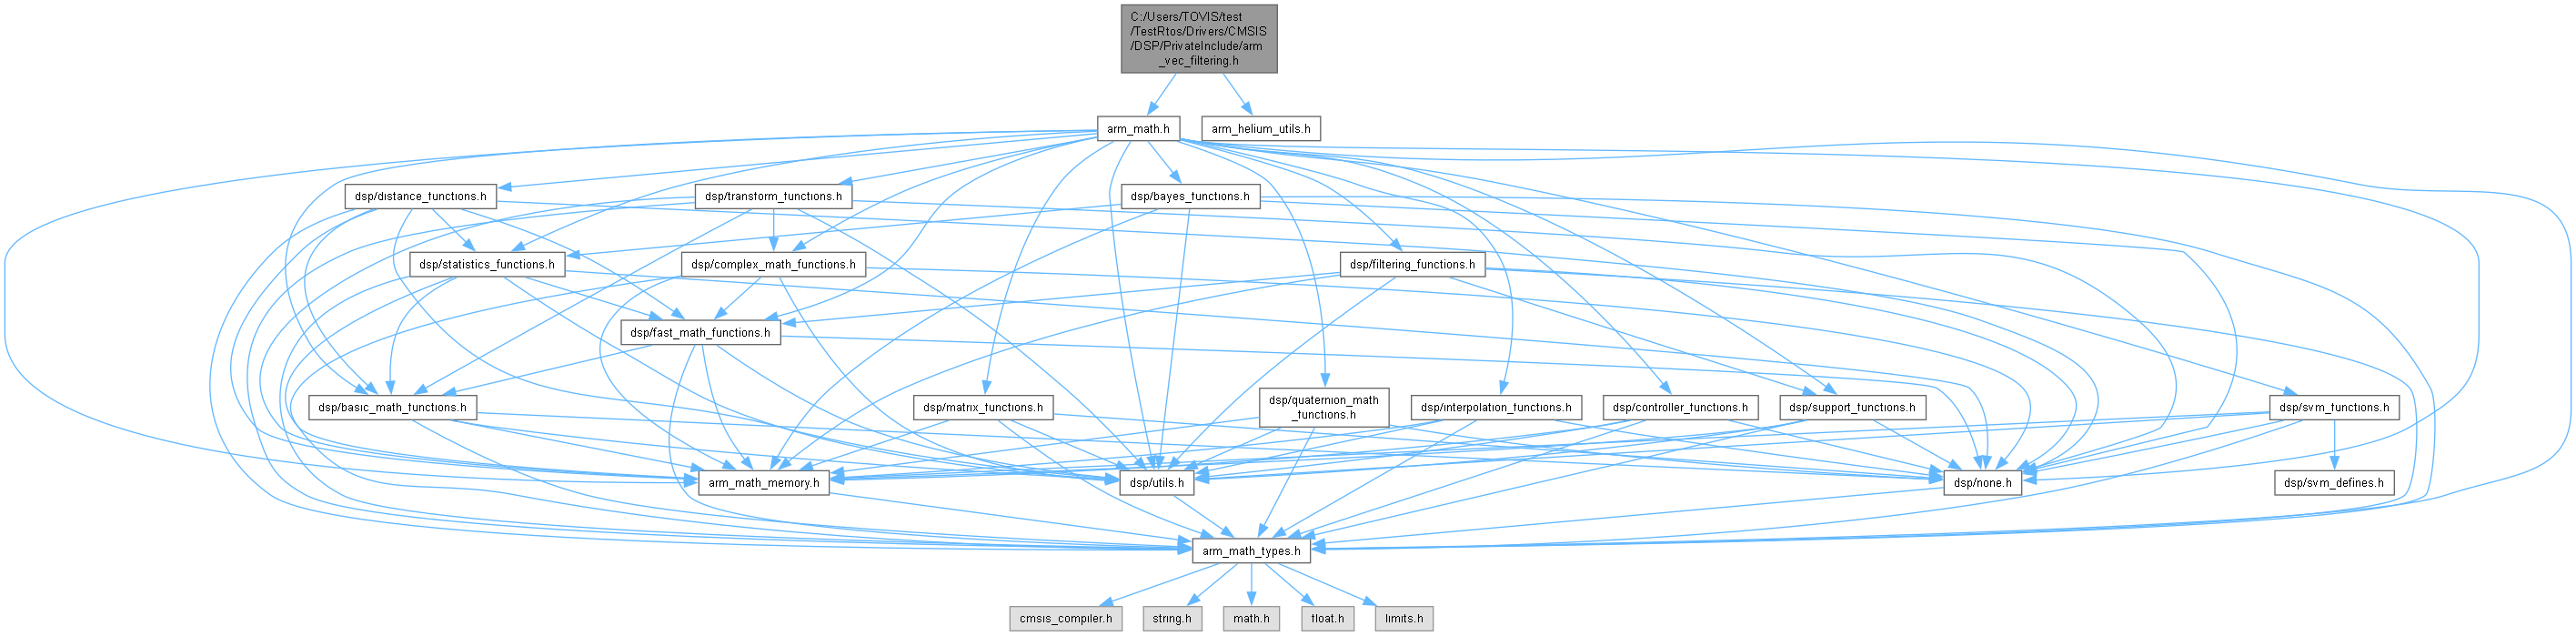 C:/Users/TOVIS/test
/TestRtos/Drivers/CMSIS
/DSP/PrivateInclude/arm
_vec_filtering.h
arm_math.h
arm_helium_utils.h
dsp/distance_functions.h
dsp/transform_functions.h
dsp/bayes_functions.h
dsp/statistics_functions.h
dsp/complex_math_functions.h
dsp/filtering_functions.h
dsp/fast_math_functions.h
dsp/basic_math_functions.h
dsp/matrix_functions.h
dsp/quaternion_math
_functions.h
dsp/interpolation_functions.h
dsp/controller_functions.h
dsp/support_functions.h
dsp/svm_functions.h
arm_math_memory.h
dsp/utils.h
dsp/none.h
dsp/svm_defines.h
arm_math_types.h
cmsis_compiler.h
string.h
math.h
float.h
limits.h